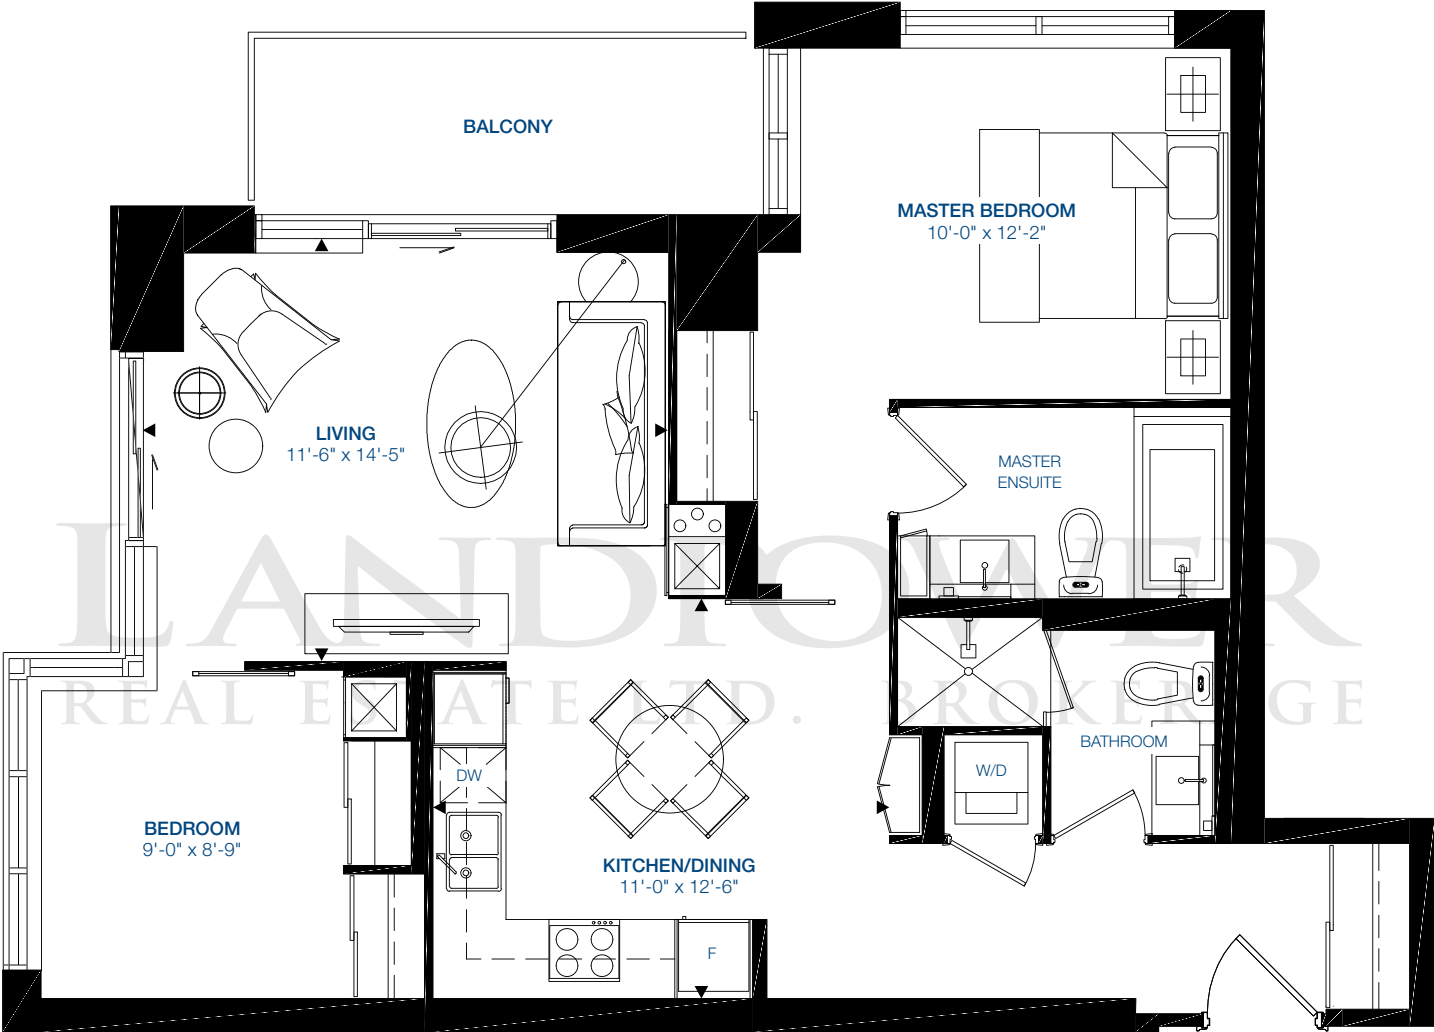 BALCONY
MASTER BEDROOM
10'-0" x 12'-2"
LIVING
11'-6" x 14'-5"
MASTER
ENSUITE
LANDTOWER
REAL ESTATE LTD. BROKERAGE
BATHROOM
DW
W/D
BEDROOM
9'-0" x 8'-9"
KITCHEN/DINING
11'-0" x 12'-6"
F